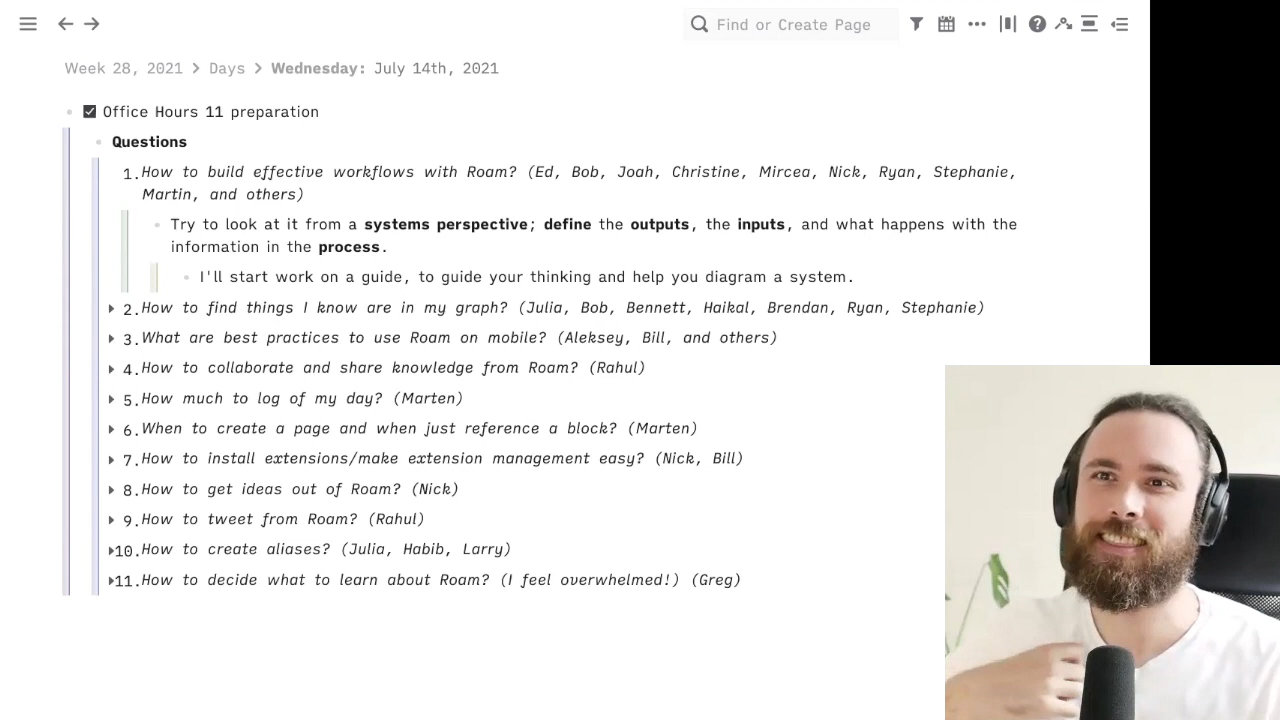 Find or Create Page
Week 28, 2021 > Days > Wednesday: July 14th, 2021
Office Hours 11 preparation
Questions
1. How to build effective workflows with Roam? (Ed, Bob, Joah, Christine, Mircea, Nick, Ryan, Stephanie,
Martin, and others)
Try to look at it from a systems perspective; define the outputs, the inputs, and what happens with the
information in the process.
I'll start work on a guide, to guide your thinking and help you diagram a system.
2. How to find things I know are in my graph? (Julia, Bob, Bennett, Haikal, Brendan, Ryan, Stephanie)
3. What are best practices to use Roam on mobile? (Aleksey, Bill, and others)
4. How to collaborate and share knowledge from Roam? (Rahul)
5. How much to log of my day? (Marten)
6. When to create a page and when just reference a block? (Marten)
7. How to install extensions/make extension management easy? (Nick, Bill)
8. How to get ideas out of Roam? (Nick)
9. How to tweet from Roam? (Rahul)
10. How to create aliases? (Julia, Habib, Larry)
11. How to decide what to learn about Roam? (I feel overwhelmed!) (Greg)